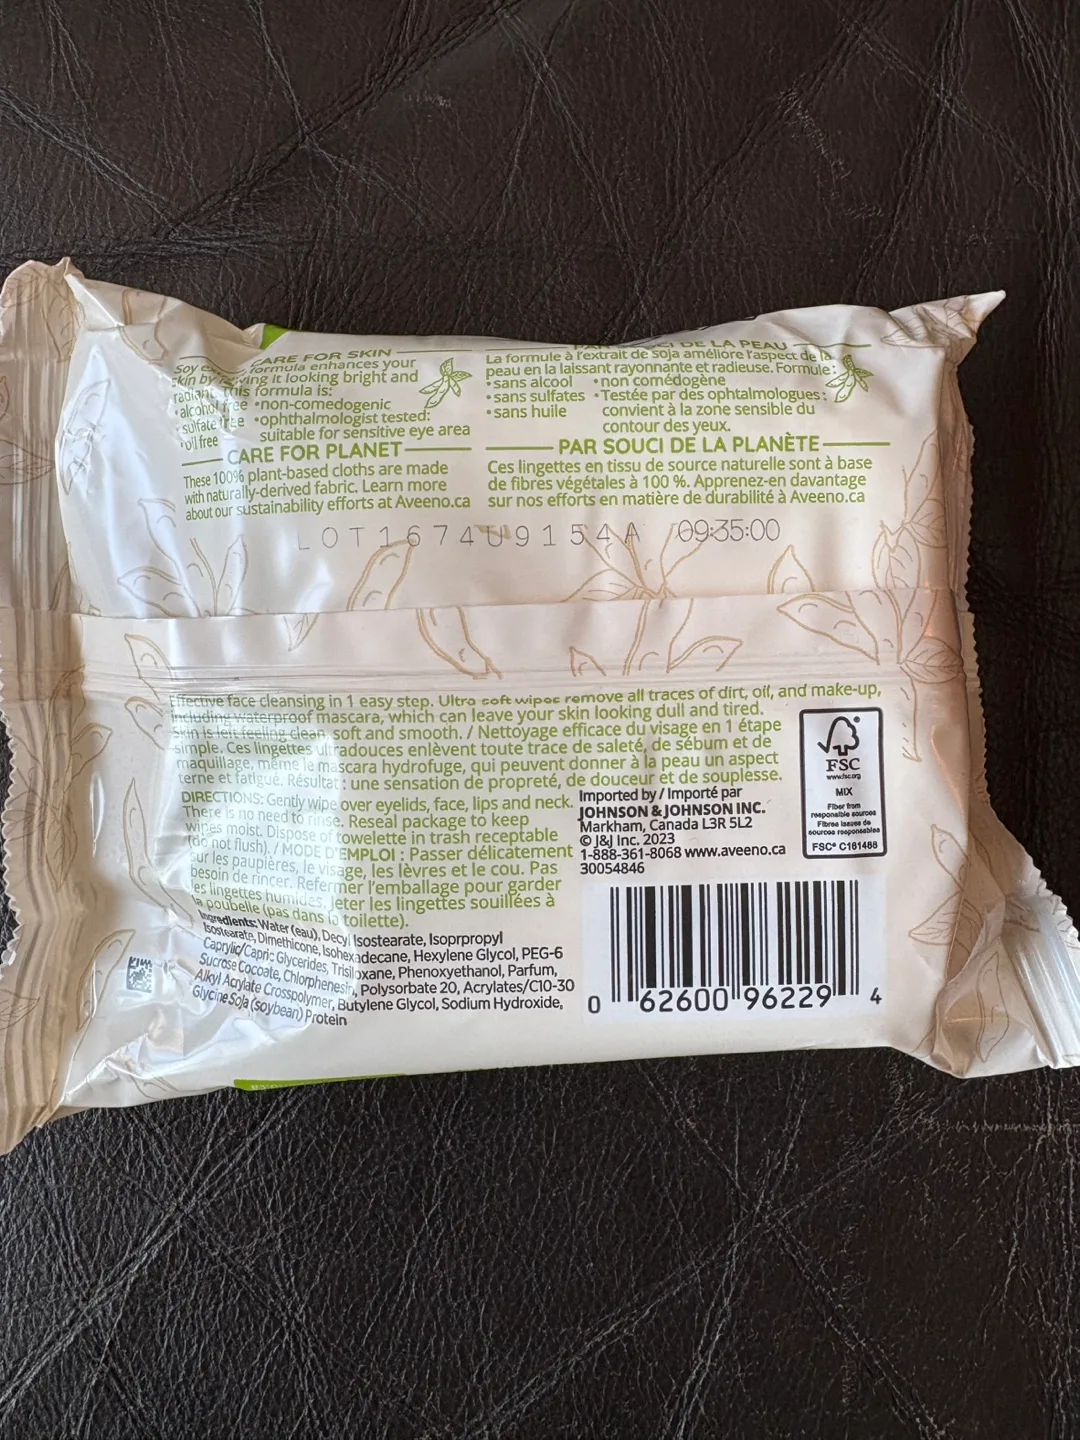 CARE FOR SKIN
Soy formula enhances your
skin by it looking bright and
radiant. This formula is:
•alcohol free •non-comedogenic
•sulfate free •ophthalmologist tested:
•oil free suitable for sensitive eye area
CARE FOR PLANET
These 100% plant-based cloths are made
with naturally-derived fabric. Learn more
about our sustainability efforts at Aveeno.ca
DE LA PEAU
La formule à l'extrait de soja améliore l'aspect de la
peau en la laissant rayonnante et radieuse. Formule:
•sans alcool •non comédogène
•sans sulfates •Testée par des ophtalmologues:
•sans huile convient à la zone sensible du
contour des yeux.
PAR SOUCI DE LA PLANÈTE
Ces lingettes en tissu de source naturelle sont à base
de fibres végétales à 100 %. Apprenez-en davantage
sur nos efforts en matière de durabilité à Aveeno.ca
LOT1674U9154A 09:35:00
Effective face cleansing in 1 easy step. Ultra soft wipes remove all traces of dirt, oil, and make-up,
including waterproof mascara, which can leave your skin looking dull and tired.
Skin is left feeling clean, soft and smooth. / Nettoyage efficace du visage en 1 étape
simple. Ces lingettes ultradouces enlèvent toute trace de saleté, de sébum et de
maquillage, même le mascara hydrofuge, qui peuvent donner à la peau un aspect
terne et fatigué. Résultat : une sensation de propreté, de douceur et de souplesse.
DIRECTIONS: Gently wipe over eyelids, face, lips and neck.
There is no need to rinse. Reseal package to keep
wipes moist. Dispose of towelette in trash receptable
(do not flush). / MODE D'EMPLOI : Passer délicatement
sur les paupières, le visage, les lèvres et le cou. Pas
besoin de rincer. Refermer l'emballage pour garder
les lingettes humides. Jeter les lingettes souillées à
la poubelle (pas dans la toilette).
Ingredients: Water (eau), Decyl Isostearate, Isoprpropyl
Isostearate, Dimethicone, Isohexadecane, Hexylene Glycol, PEG-6
Caprylic/Capric Glycerides, Trisiloxane, Phenoxyethanol, Parfum,
Sucrose Cocoate, Chlorphenesin, Polysorbate 20, Acrylates/C10-30
Alkyl Acrylate Crosspolymer, Butylene Glycol, Sodium Hydroxide,
Glycine Soja (Soybean) Protein
Imported by / Importé par
JOHNSON & JOHNSON INC.
Markham, Canada L3R 5L2
© J&J Inc. 2023
1-888-361-8068 www.aveeno.ca
30054846
FSC
www.fsc.org
MIX
Fiber from
responsible sources
Fibres issues de
sources responsables
FSC® C161486
0 62600 96229 4